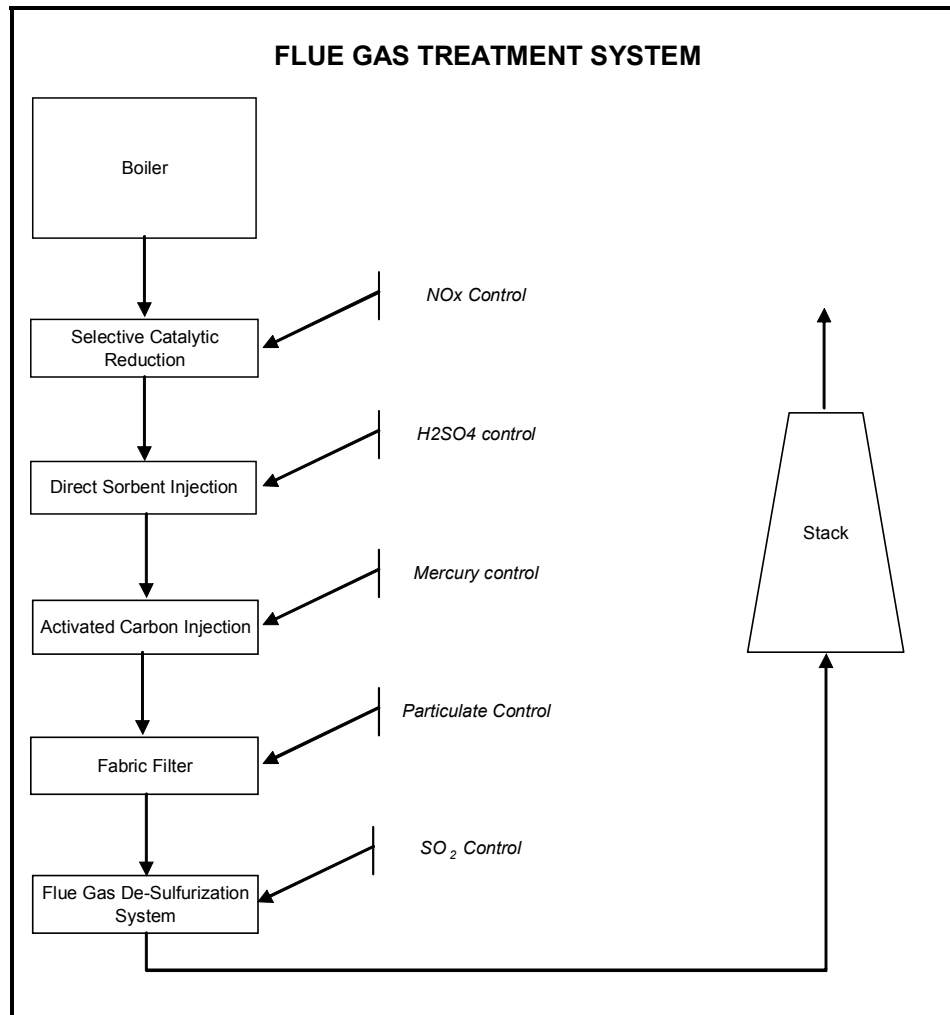 FLUE GAS TREATMENT SYSTEM
Boiler
NOx Control
Selective Catalytic
Reduction
H2SO4 control
Direct Sorbent Injection
Stack
Mercury control
Activated Carbon Injection
Particulate Control
Fabric Filter
SO2 Control
Flue Gas De-Sulfurization
System